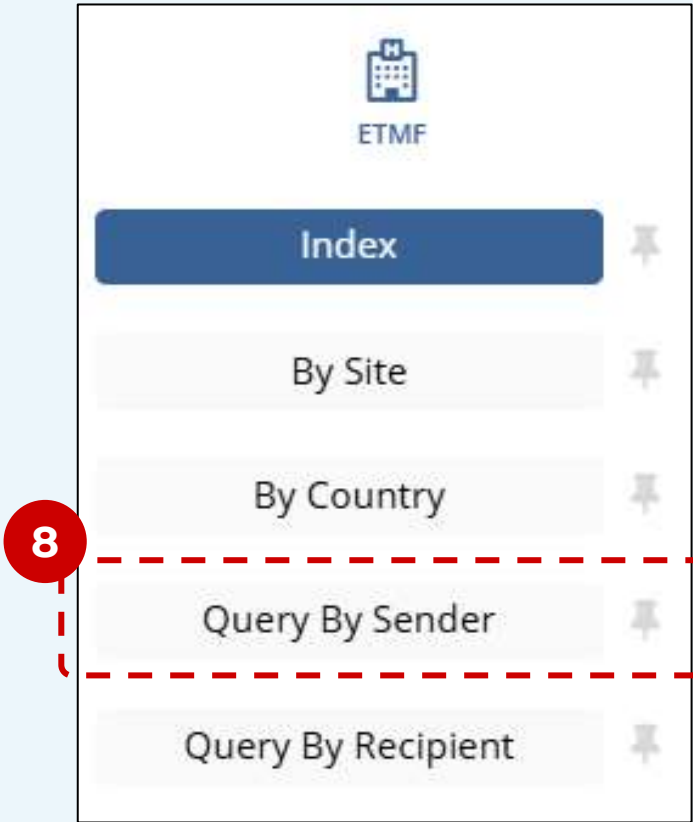 H
ETMF
Index
By Site
By Country
8
Query By Sender
Query By Recipient